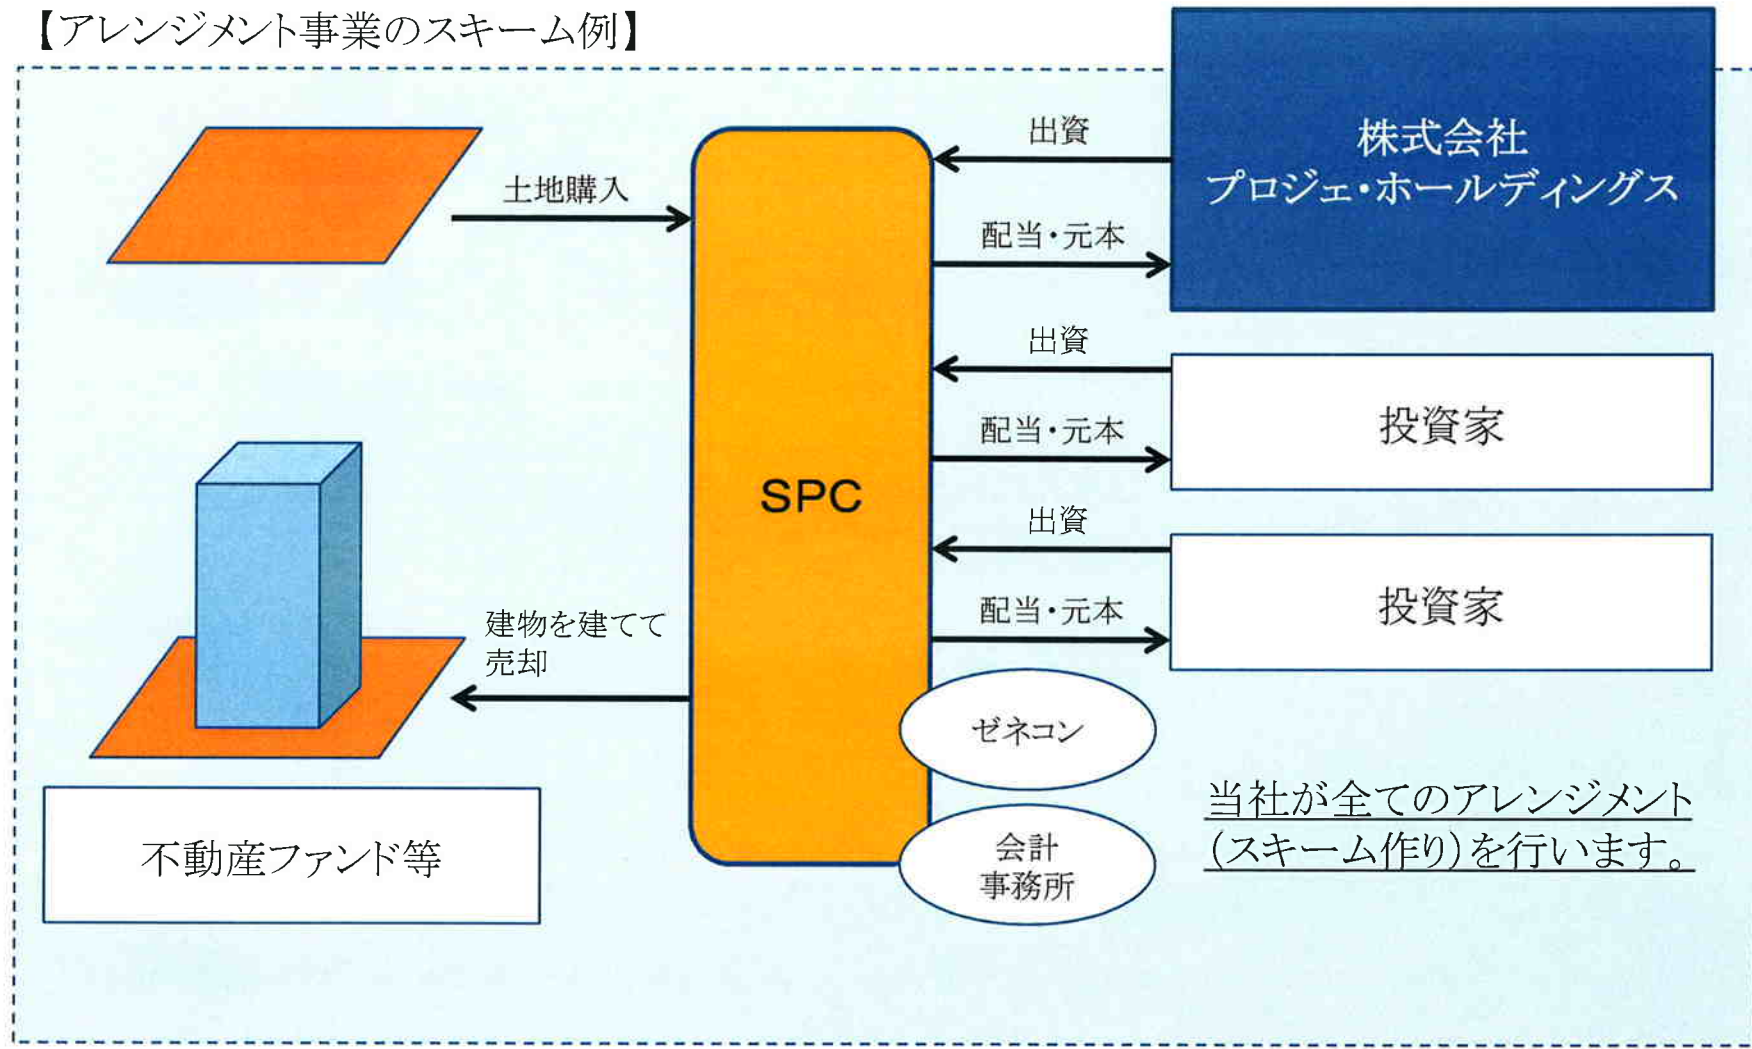 【アレンジメント事業のスキーム例】
土地購入
SPC
出資
配当・元本
株式会社
プロジェ・ホールディングス
出資
配当・元本
投資家
出資
配当・元本
投資家
建物を建てて
売却
不動産ファンド等
ゼネコン
会計
事務所
当社が全てのアレンジメント
(スキーム作り)を行います。